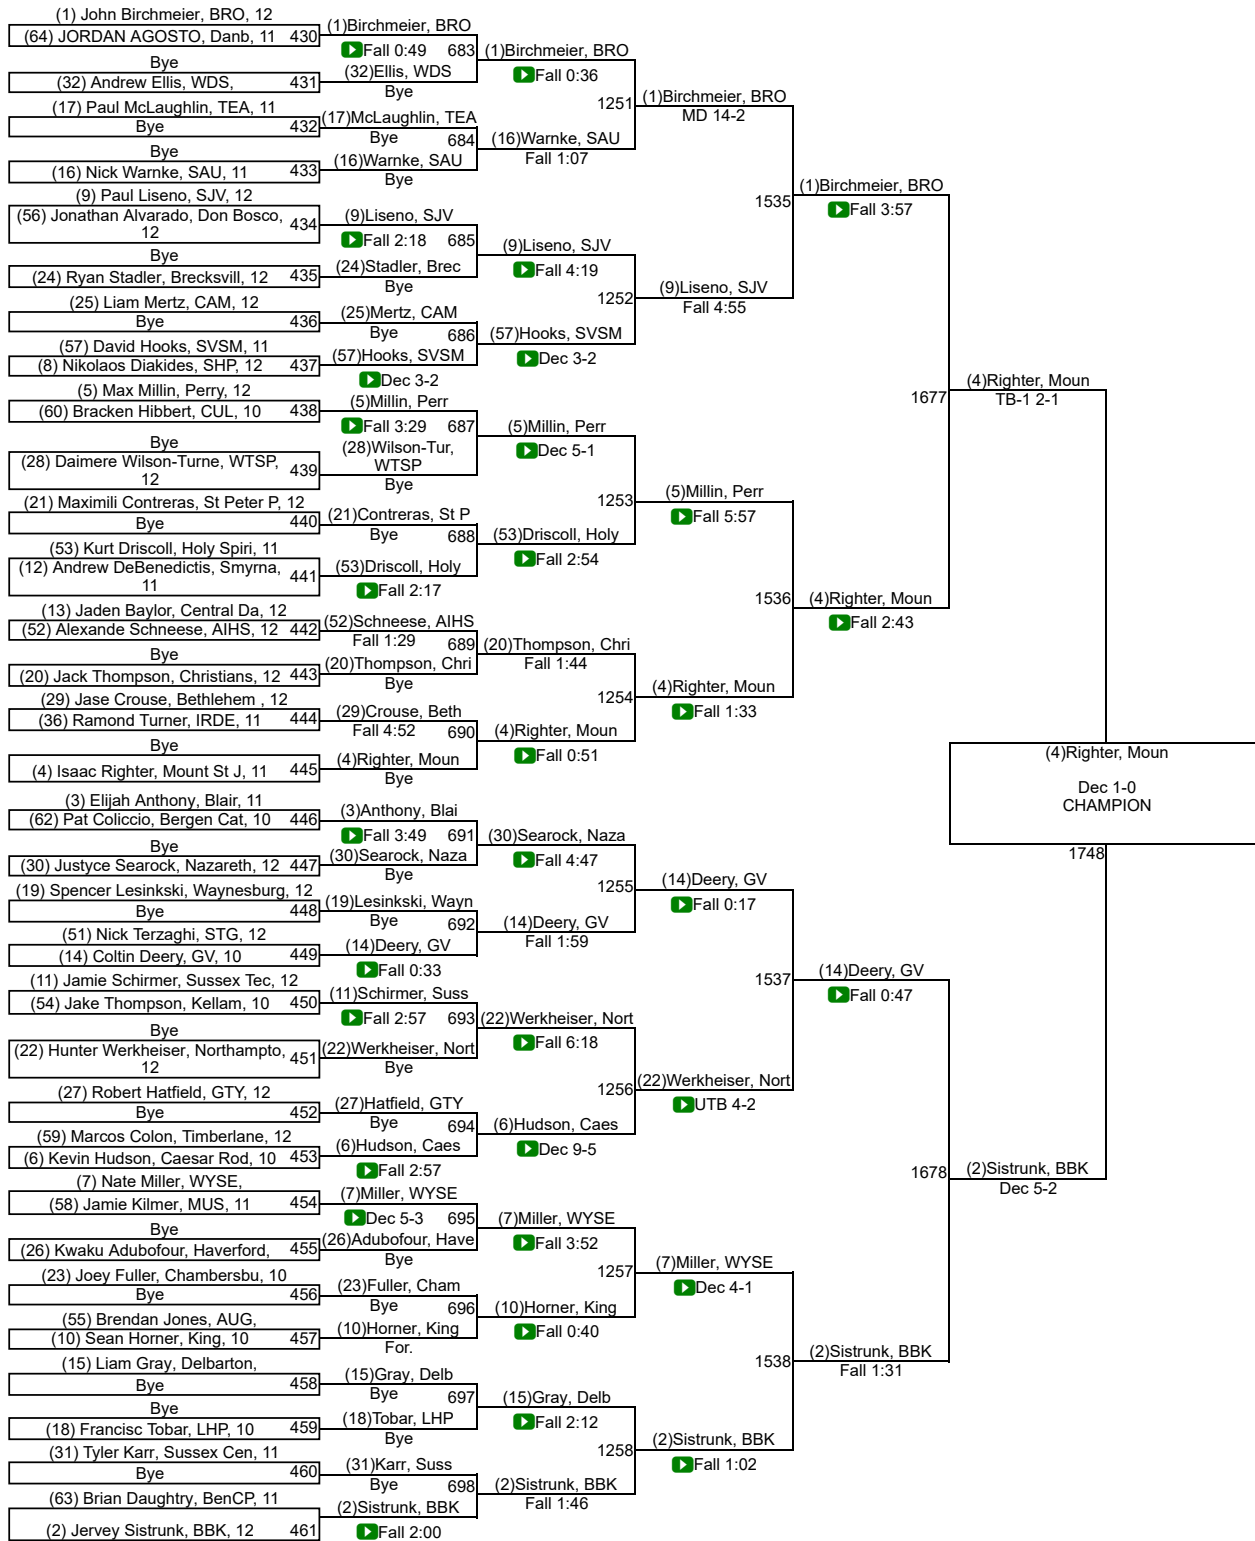 (1) John Birchmeier, BRO, 12
(64) JORDAN AGOSTO, Danb, 11 430
Bye
(32) Andrew Ellis, WDS, 431
(17) Paul McLaughlin, TEA, 11
Bye 432
Bye
(16) Nick Warnke, SAU, 11 433
(9) Paul Liseno, SJV, 12
(56) Jonathan Alvarado, Don Bosco,
12 434
Bye
(24) Ryan Stadler, Brecksvill, 12 435
(25) Liam Mertz, CAM, 12
Bye 436
(57) David Hooks, SVSM, 11
(8) Nikolaos Diakides, SHP, 12 437
(5) Max Millin, Perry, 12
(60) Bracken Hibbert, CUL, 10 438
Bye
(28) Daimere Wilson-Turne, WTSP,
12 439
(21) Maximili Contreras, St Peter P, 12
Bye 440
(53) Kurt Driscoll, Holy Spiri, 11
(12) Andrew DeBenedictis, Smyrna,
11 441
(13) Jaden Baylor, Central Da, 12
(52) Alexande Schneese, AIHS, 12 442
Bye
(20) Jack Thompson, Christians, 12 443
(29) Jase Crouse, Bethlehem , 12
(36) Ramond Turner, IRDE, 11 444
Bye
(4) Isaac Righter, Mount St J, 11 445
(3) Elijah Anthony, Blair, 11
(62) Pat Coliccio, Bergen Cat, 10 446
Bye
(30) Justyce Searock, Nazareth, 12 447
(19) Spencer Lesinkski, Waynesburg, 12
Bye 448
(51) Nick Terzaghi, STG, 12
(14) Coltin Deery, GV, 10 449
(11) Jamie Schirmer, Sussex Tec, 12
(54) Jake Thompson, Kellam, 10 450
Bye
(22) Hunter Werkheiser, Northampto,
12 451
(27) Robert Hatfield, GTY, 12
Bye 452
(59) Marcos Colon, Timberlane, 12
(6) Kevin Hudson, Caesar Rod, 10 453
(7) Nate Miller, WYSE,
(58) Jamie Kilmer, MUS, 11 454
Bye
(26) Kwaku Adubofour, Haverford, 455
(23) Joey Fuller, Chambersbu, 10
Bye 456
(55) Brendan Jones, AUG,
(10) Sean Horner, King, 10 457
(15) Liam Gray, Delbarton,
Bye 458
Bye
(18) Francisc Tobar, LHP, 10 459
(31) Tyler Karr, Sussex Cen, 11
Bye 460
(63) Brian Daughtry, BenCP, 11
(2) Jervey Sistrunk, BBK, 12 461
(1)Birchmeier, BRO
Fall 0:49 683
(32)Ellis, WDS
Bye
(17)McLaughlin, TEA
Bye 684
(16)Warnke, SAU
Bye
(9)Liseno, SJV
Fall 2:18 685
(24)Stadler, Brec
Bye
(25)Mertz, CAM
Bye 686
(57)Hooks, SVSM
Dec 3-2
(5)Millin, Perr
Fall 3:29 687
(28)Wilson-Tur,
WTSP
Bye
(21)Contreras, St P
Bye 688
(53)Driscoll, Holy
Fall 2:17
(52)Schneese, AIHS
Fall 1:29 689
(20)Thompson, Chri
Bye
(29)Crouse, Beth
Fall 4:52 690
(4)Righter, Moun
Bye
(3)Anthony, Blai
Fall 3:49 691
(30)Searock, Naza
Bye
(19)Lesinkski, Wayn
Bye 692
(14)Deery, GV
Fall 0:33
(11)Schirmer, Suss
Fall 2:57 693
(22)Werkheiser, Nort
Bye
(27)Hatfield, GTY
Bye 694
(6)Hudson, Caes
Fall 2:57
(7)Miller, WYSE
Dec 5-3 695
(26)Adubofour, Have
Bye
(23)Fuller, Cham
Bye 696
(10)Horner, King
For.
(15)Gray, Delb
Bye 697
(18)Tobar, LHP
Bye
(31)Karr, Suss
Bye 698
(2)Sistrunk, BBK
Fall 2:00
(1)Birchmeier, BRO
Fall 0:36
1251
(16)Warnke, SAU
Fall 1:07
(9)Liseno, SJV
Fall 4:19
1252
(57)Hooks, SVSM
Dec 3-2
(5)Millin, Perr
Dec 5-1
1253
(53)Driscoll, Holy
Fall 2:54
(20)Thompson, Chri
Fall 1:44
1254
(4)Righter, Moun
Fall 0:51
(30)Searock, Naza
Fall 4:47
1255
(14)Deery, GV
Fall 1:59
(22)Werkheiser, Nort
Fall 6:18
1256
(6)Hudson, Caes
Dec 9-5
(7)Miller, WYSE
Fall 3:52
1257
(10)Horner, King
Fall 0:40
(15)Gray, Delb
Fall 2:12
1258
(2)Sistrunk, BBK
Fall 1:46
(1)Birchmeier, BRO
MD 14-2
1535
(9)Liseno, SJV
Fall 4:55
(5)Millin, Perr
Fall 5:57
1536
(4)Righter, Moun
Fall 1:33
(14)Deery, GV
Fall 0:17
1537
(22)Werkheiser, Nort
UTB 4-2
(7)Miller, WYSE
Dec 4-1
1538
(2)Sistrunk, BBK
Fall 1:02
(1)Birchmeier, BRO
Fall 3:57
1677
(4)Righter, Moun
Fall 2:43
(14)Deery, GV
Fall 0:47
1678
(2)Sistrunk, BBK
Fall 1:31
(4)Righter, Moun
TB-1 2-1
(2)Sistrunk, BBK
Dec 5-2
(4)Righter, Moun
Dec 1-0
CHAMPION
1748